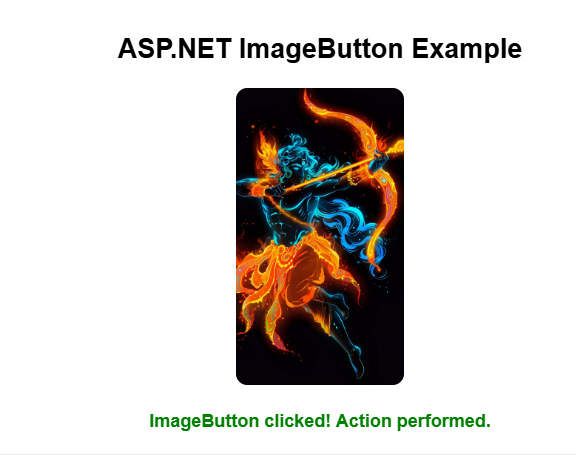 ASP.NET ImageButton Example
ImageButton clicked! Action performed.